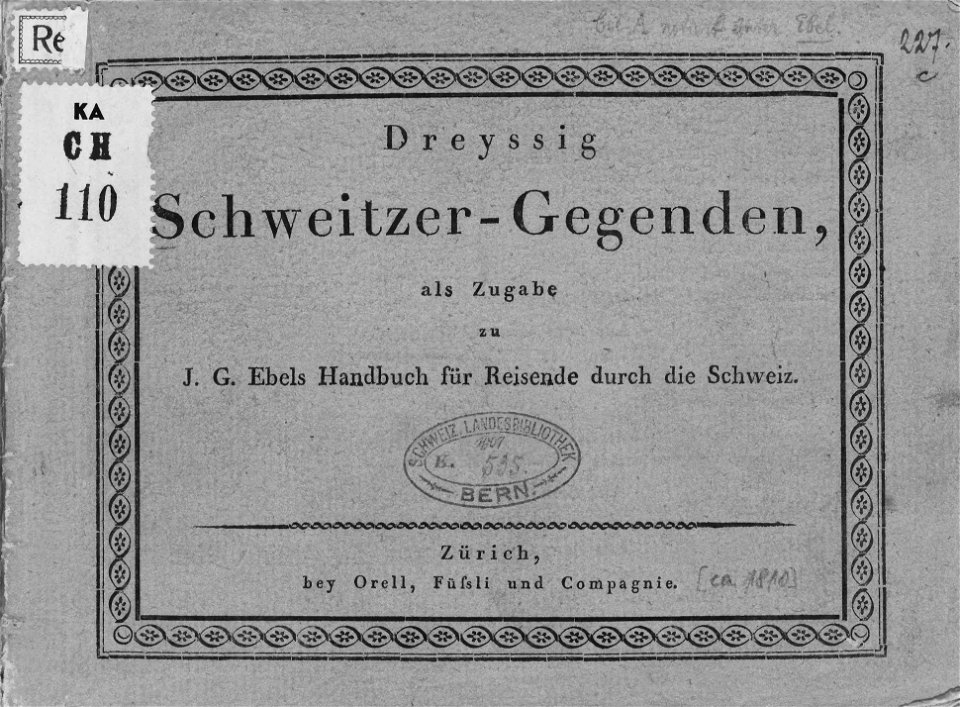 Re
KA
CH
110
227.
c
Dreyssig
Schweitzer-Gegenden,
als Zugabe
zu
J. G. Ebels Handbuch für Reisende durch die Schweiz.
SCHWEIZ. LANDESBIBLIOTHEK
K. 535.
BERN.
Zürich,
bey Orell, Füſsli und Compagnie.
[ca 1810]